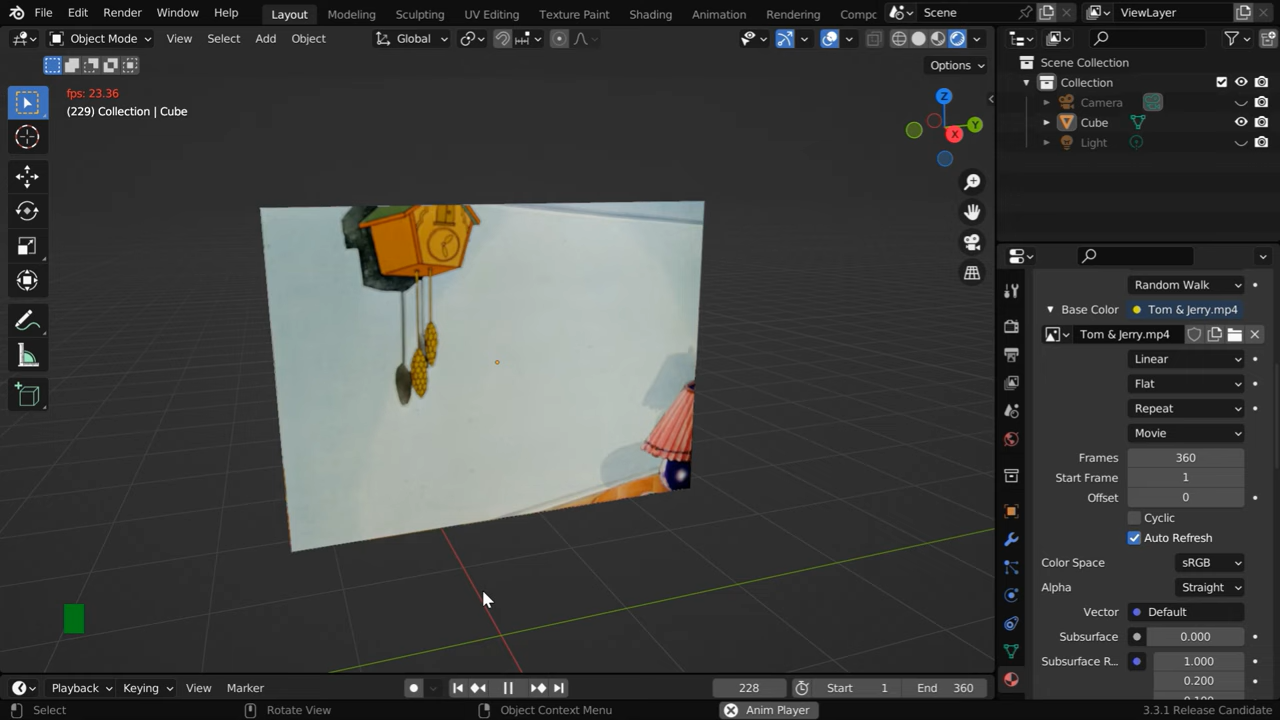 File Edit Render Window Help Layout Modeling Sculpting UV Editing Texture Paint Shading Animation Rendering Scene ViewLayer
Object Mode View Select Add Object Global
Options
fps: 23.36
(229) Collection | Cube
Z
Y
X
Scene Collection
Collection
Camera
Cube
Light
Random Walk
Base Color Tom & Jerry.mp4
Tom & Jerry.mp4
Linear
Flat
Repeat
Movie
Frames 360
Start Frame 1
Offset 0
Cyclic
Auto Refresh
Color Space sRGB
Alpha Straight
Vector Default
Subsurface 0.000
Subsurface R... 1.000
0.200
Playback Keying View Marker 228 Start 1 End 360
Select Rotate View Object Context Menu Anim Player 3.3.1 Release Candidate